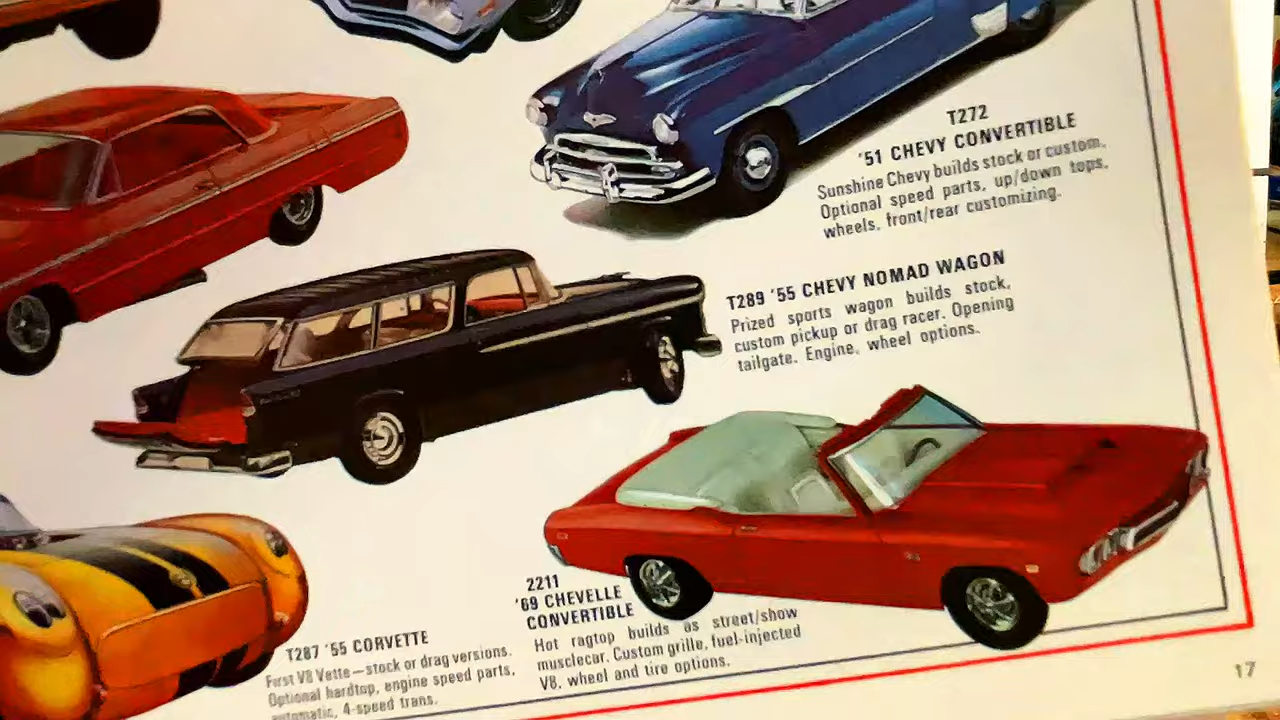 T272
'51 CHEVY CONVERTIBLE
Sunshine Chevy builds stock or custom.
Optional speed parts, up/down tops,
wheels, front/rear customizing.
T289 '55 CHEVY NOMAD WAGON
Prized sports wagon builds stock,
custom pickup or drag racer. Opening
tailgate. Engine, wheel options.
2211
'69 CHEVELLE
CONVERTIBLE
Hot ragtop builds as street/show
musclecar. Custom grille, fuel-injected
V8, wheel and tire options.
T287 '55 CORVETTE
First V8 Vette—stock or drag versions.
Optional hardtop, engine speed parts,
automatic, 4-speed trans.
17